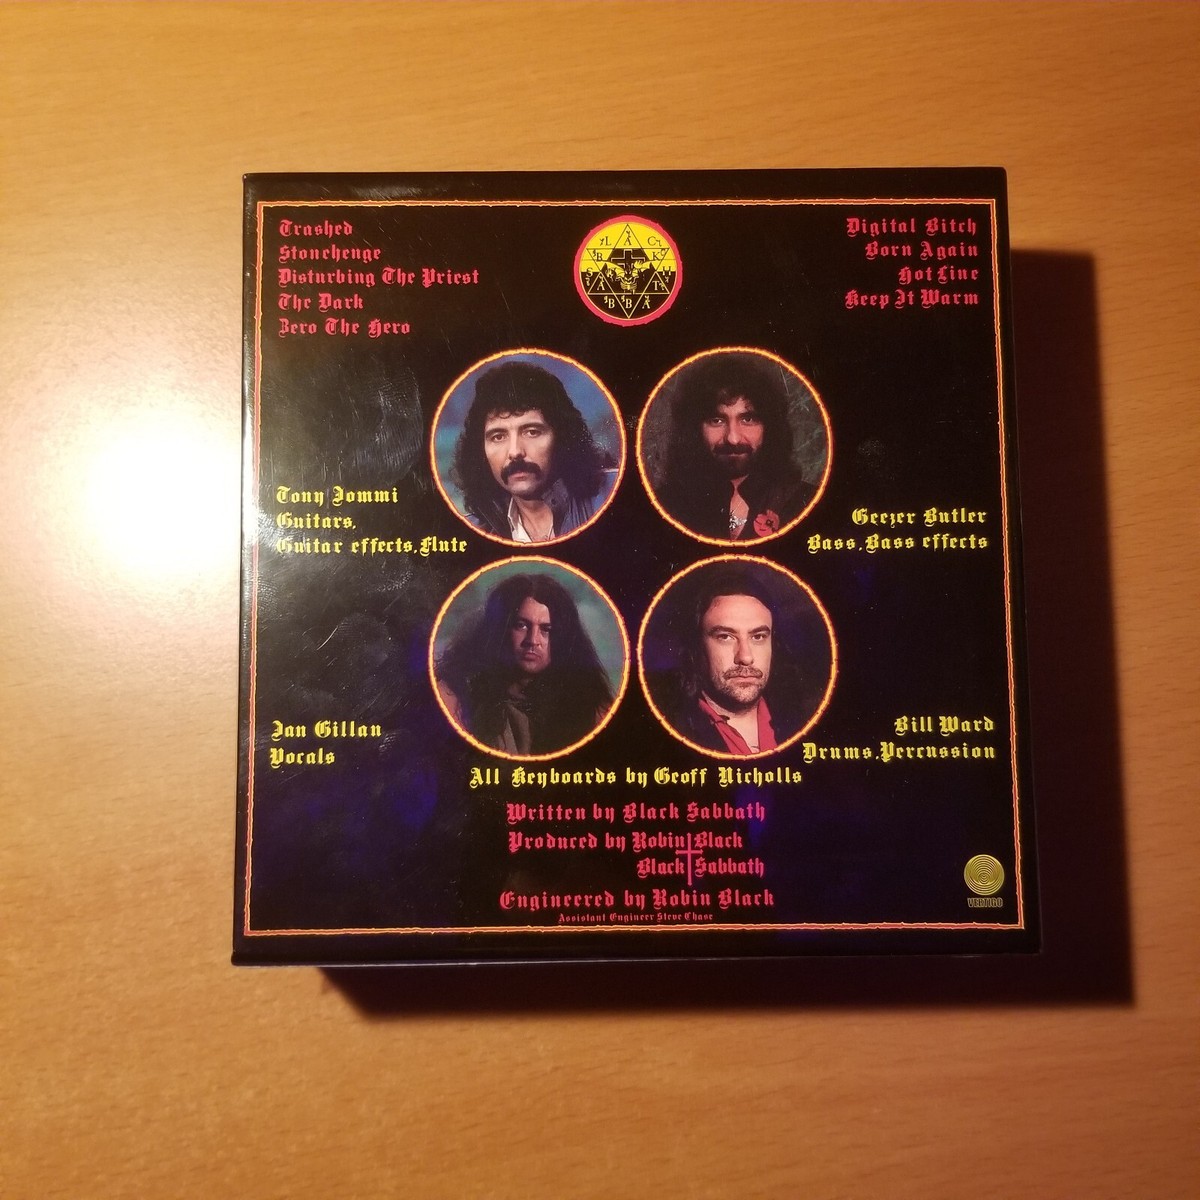 Trashed
Stonehenge
Disturbing The Priest
The Dark
Zero The Hero
Digital Bitch
Born Again
Hot Line
Keep It Warm
Tony Iommi
Guitars,
Guitar effects, Flute
Geezer Butler
Bass, Bass effects
Ian Gillan
Vocals
Bill Ward
Drums, Percussion
All Keyboards by Geoff Nicholls
Written by Black Sabbath
Produced by Robin Black
Black Sabbath
Engineered by Robin Black
Assistant Engineer Steve Chase
VERTIGO